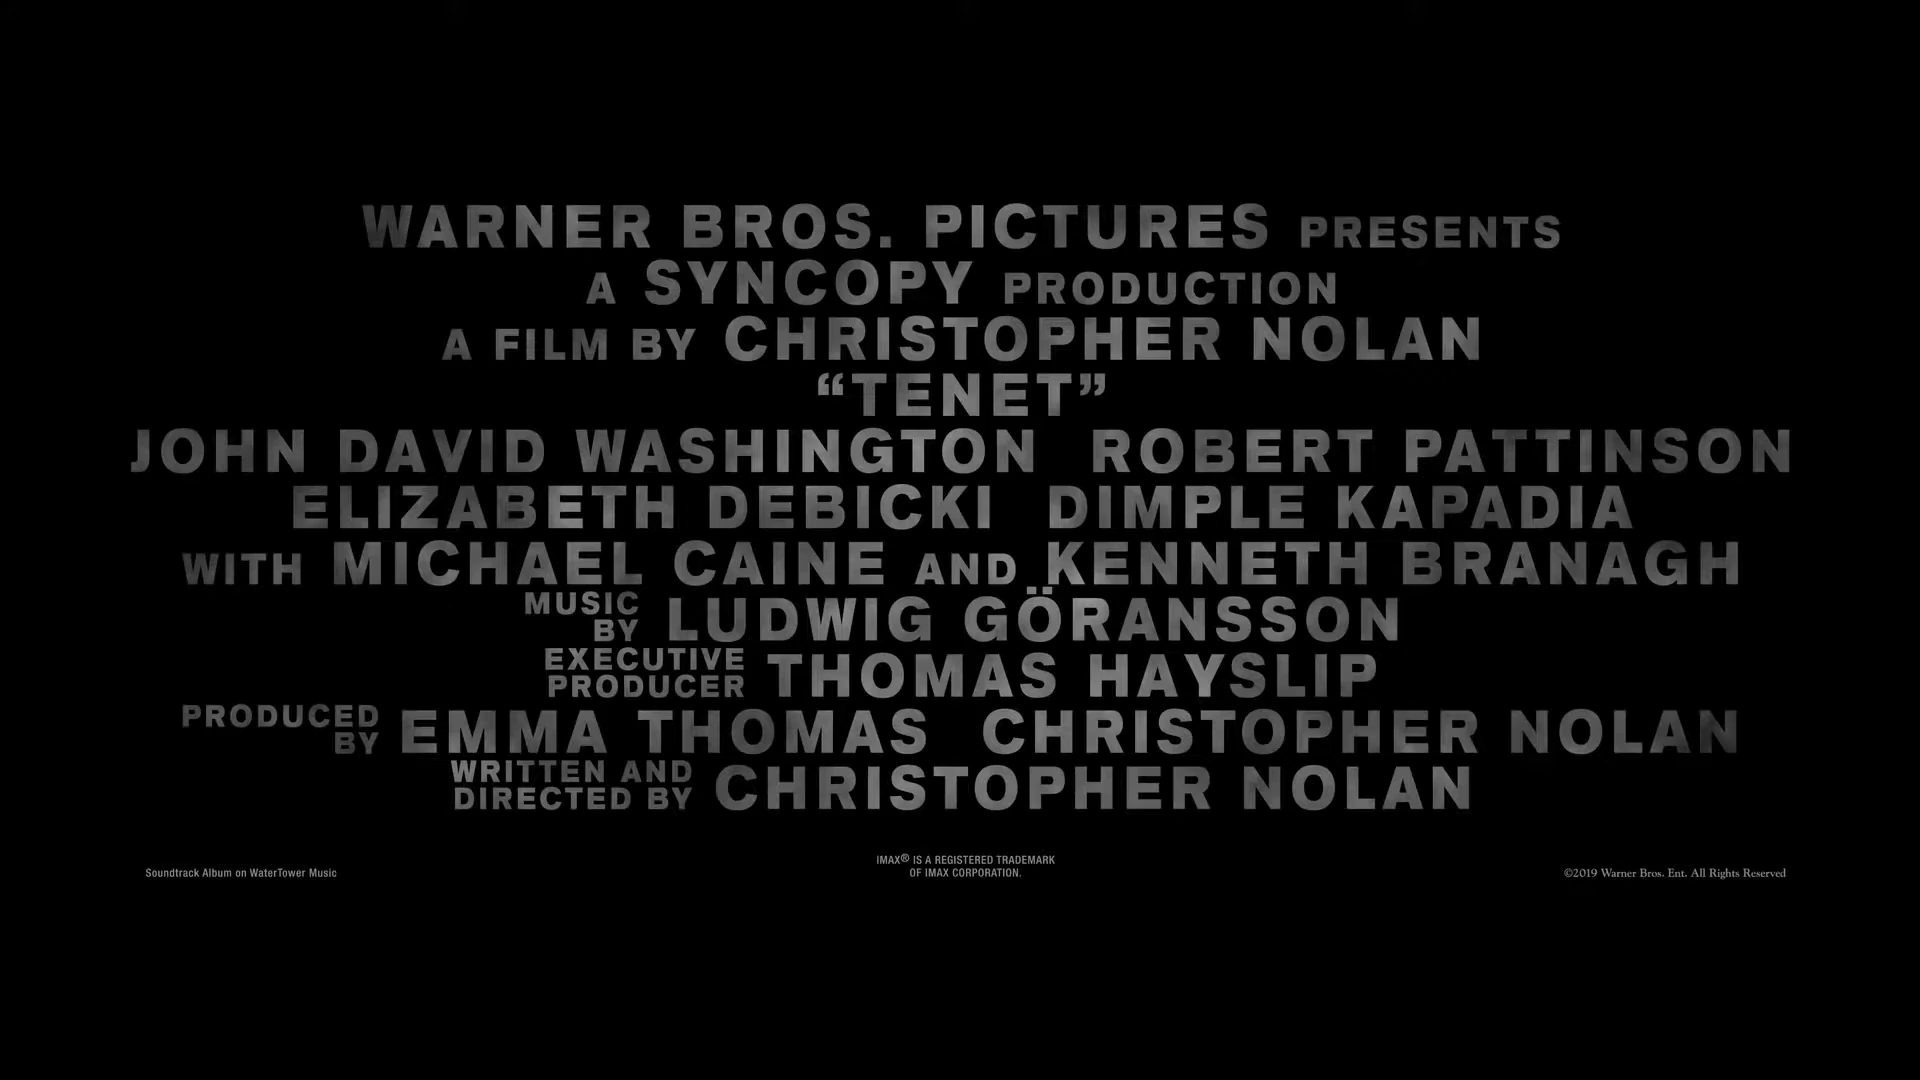 WARNER BROS. PICTURES PRESENTS
A SYNCOPY PRODUCTION
A FILM BY CHRISTOPHER NOLAN
“TENET”
JOHN DAVID WASHINGTON ROBERT PATTINSON
ELIZABETH DEBICKI DIMPLE KAPADIA
WITH MICHAEL CAINE AND KENNETH BRANAGH
MUSIC BY LUDWIG GÖRANSSON
EXECUTIVE PRODUCER THOMAS HAYSLIP
PRODUCED BY EMMA THOMAS CHRISTOPHER NOLAN
WRITTEN AND DIRECTED BY CHRISTOPHER NOLAN
Soundtrack Album on WaterTower Music
IMAX® IS A REGISTERED TRADEMARK
OF IMAX CORPORATION.
©2019 Warner Bros. Ent. All Rights Reserved